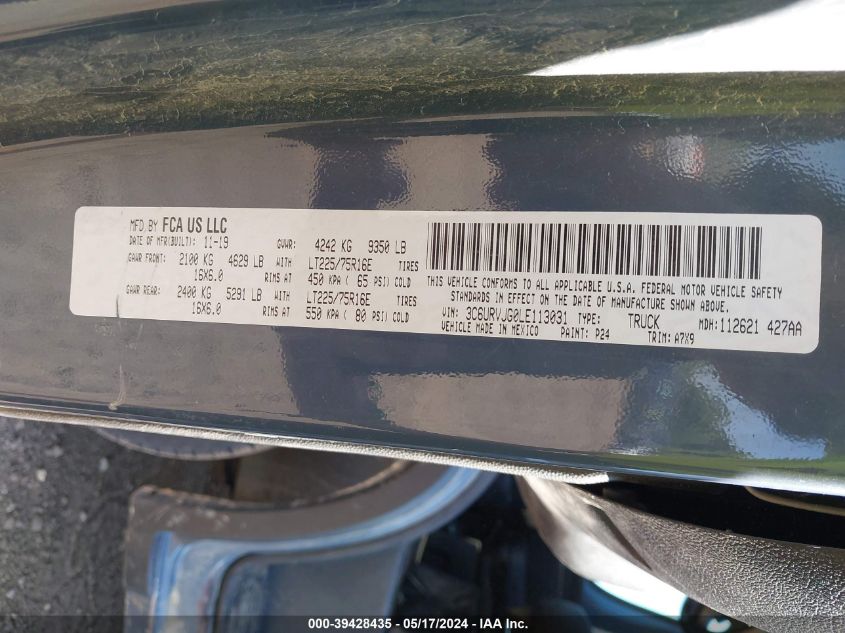 MFD BY FCA US LLC
DATE OF MFR(BUILT): 11-19 GVWR: 4242 KG 9350 LB
GAWR FRONT: 2100 KG 4629 LB WITH LT225/75R16E TIRES
16X6.0 RIMS AT 450 KPA ( 65 PSI) COLD
GAWR REAR: 2400 KG 5291 LB WITH LT225/75R16E TIRES
16X6.0 RIMS AT 550 KPA ( 80 PSI) COLD
THIS VEHICLE CONFORMS TO ALL APPLICABLE U.S.A. FEDERAL MOTOR VEHICLE SAFETY
STANDARDS IN EFFECT ON THE DATE OF MANUFACTURE SHOWN ABOVE.
VIN: 3C6URVJG0LE113031 TYPE: TRUCK MDH: 112621 427AA
VEHICLE MADE IN MEXICO PAINT: P24 TRIM: A7X9
000-39428435 - 05/17/2024 - IAA Inc.